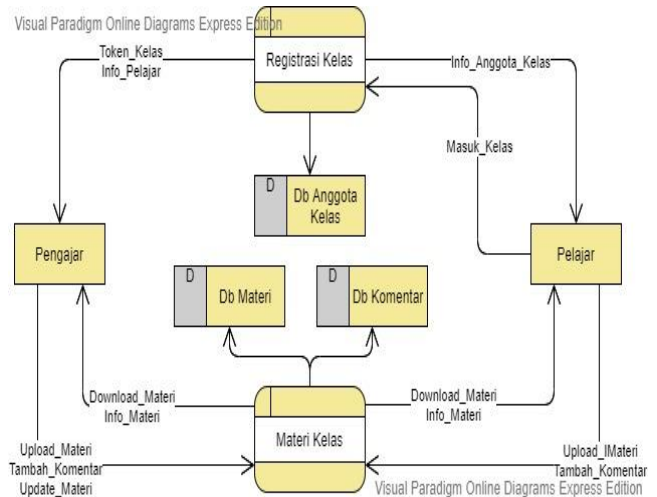 Visual Paradigm Online Diagrams Express Edition
Token_Kelas
Info_Pelajar
Registrasi Kelas
Info_Anggota_Kelas
Masuk_Kelas
D
Db Anggota
Kelas
Pengajar
Pelajar
D
Db Materi
D
Db Komentar
Download_Materi
Info_Materi
Download_Materi
Info_Materi
Materi Kelas
Upload_Materi
Tambah_Komentar
Update_Materi
Upload_IMateri
Tambah_Komentar
Visual Paradigm Online Diagrams Express Edition